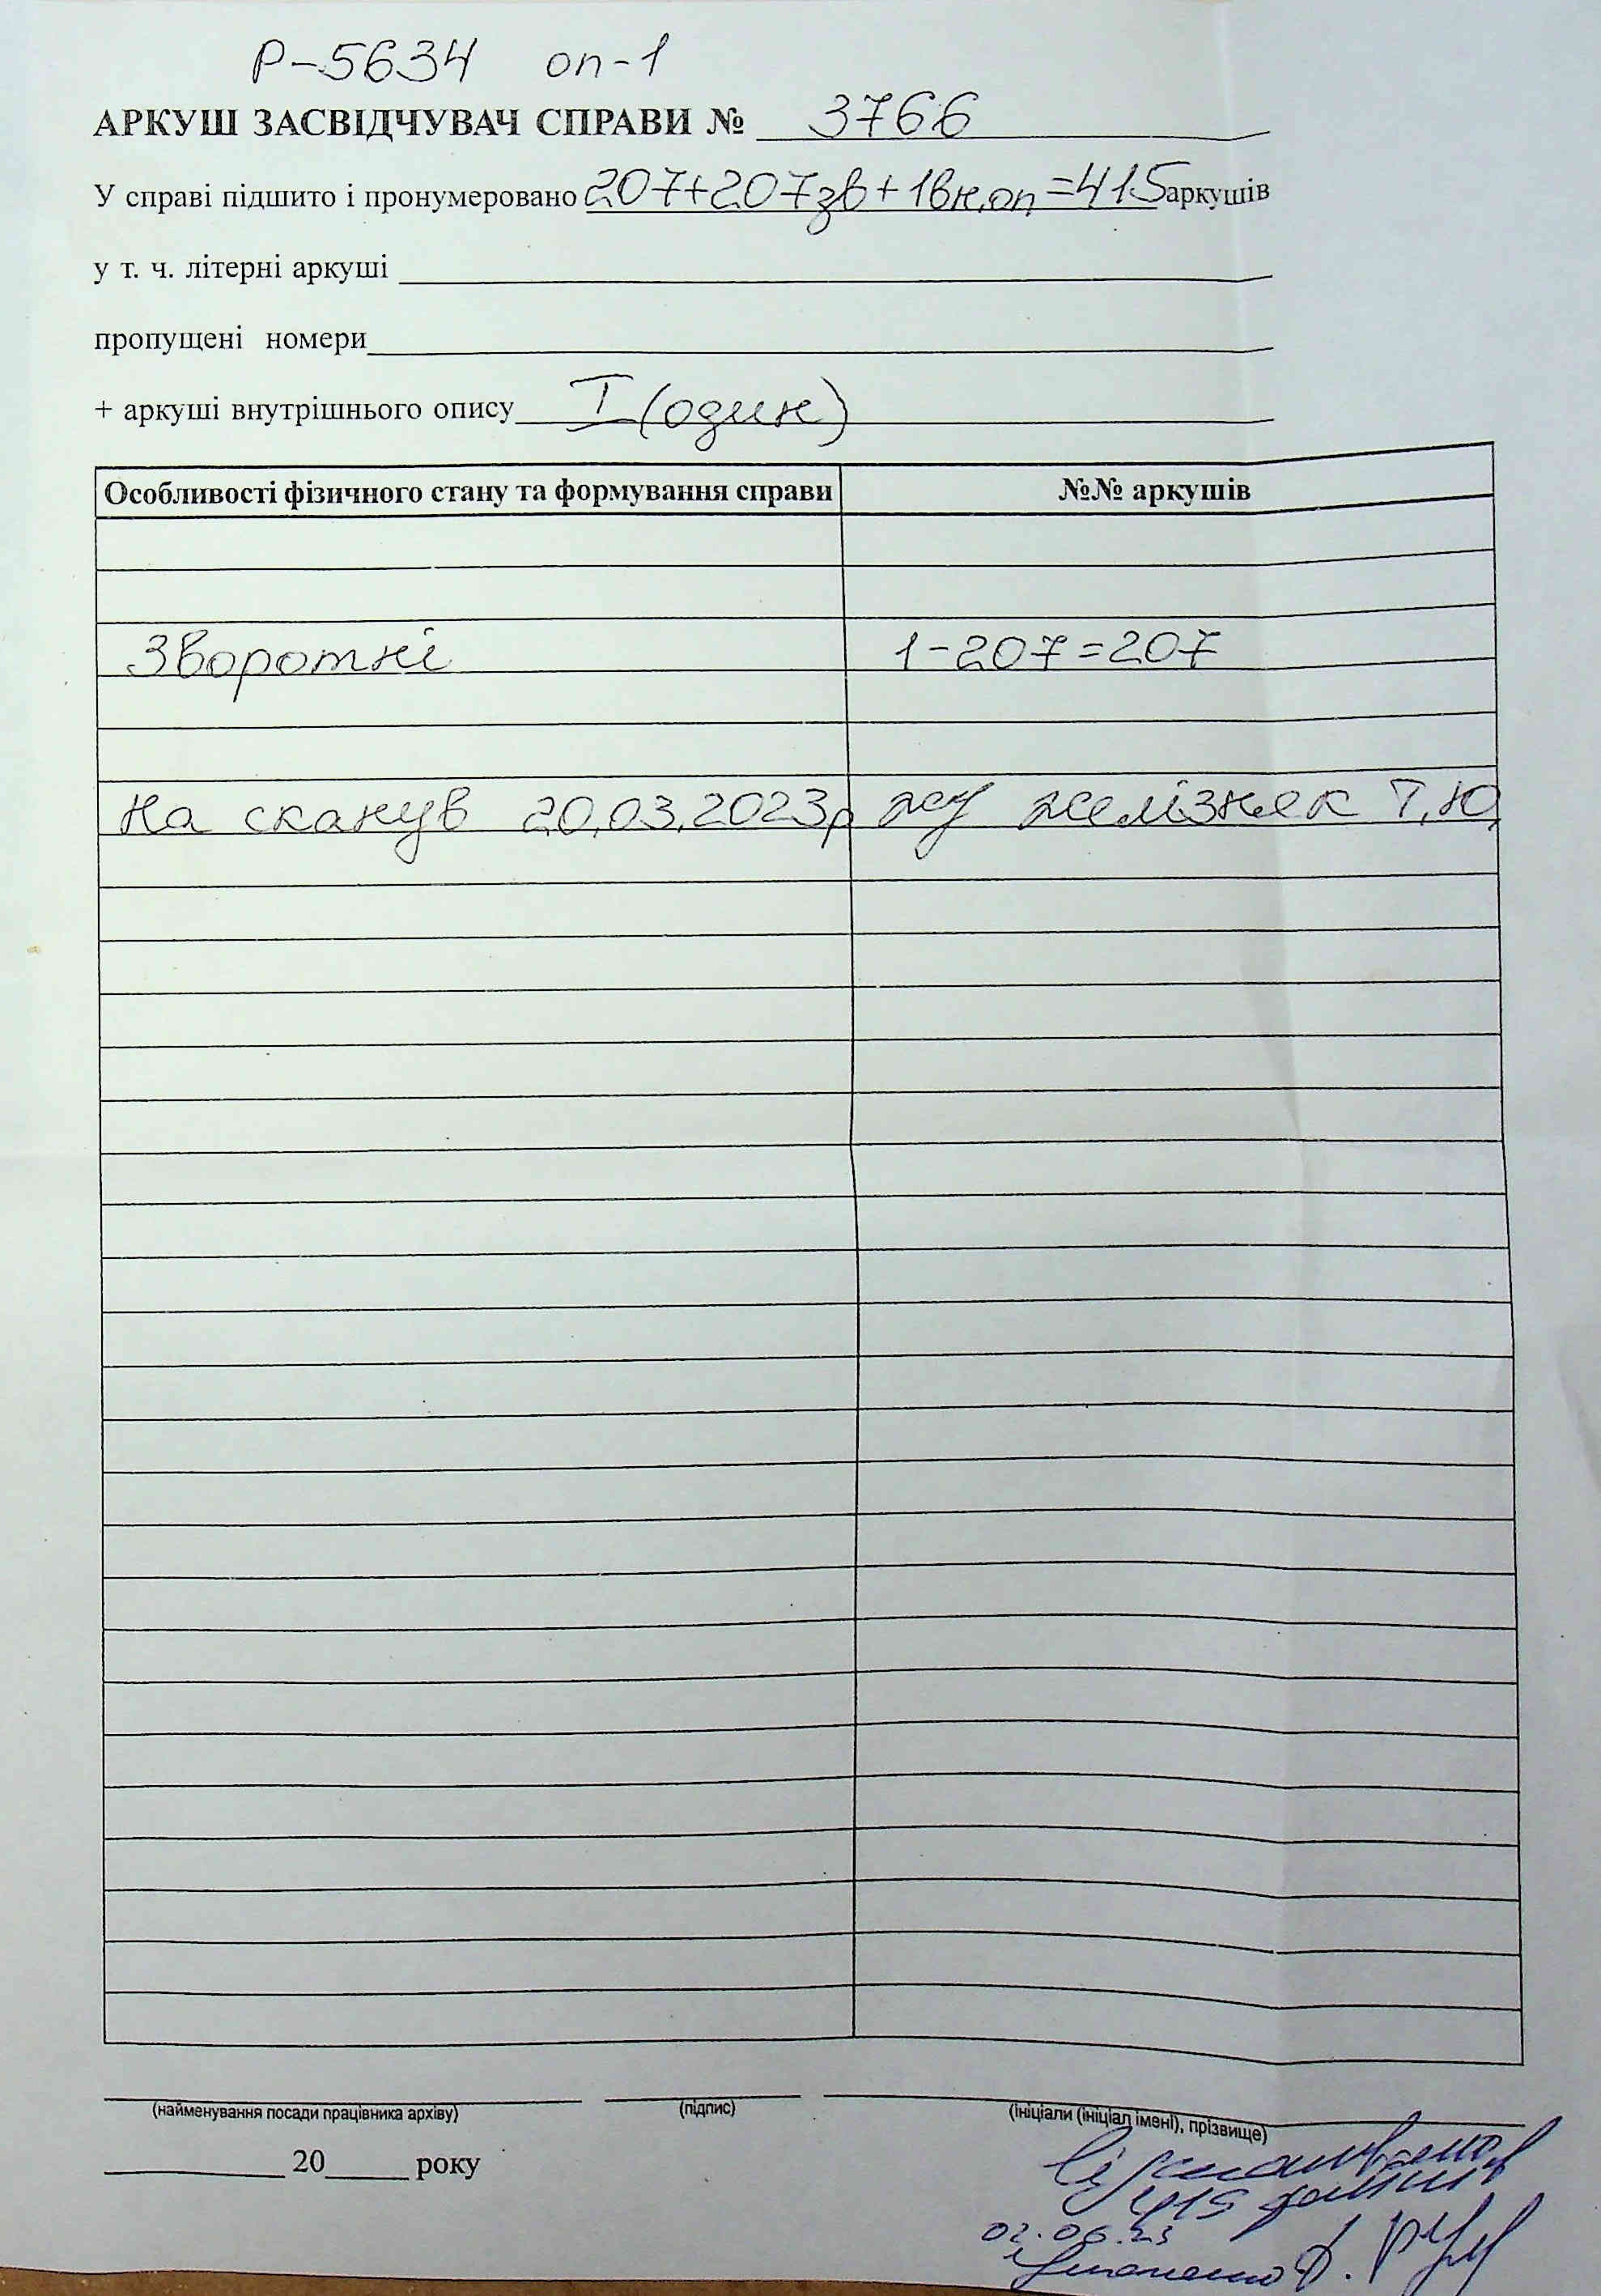 Р-5634 оп-1
АРКУШ ЗАСВІДЧУВАЧ СПРАВИ № 3766
У справі підшито і пронумеровано 207+207зв+1вн.оп=415 аркушів
у т. ч. літерні аркуші
пропущені номери
+ аркуші внутрішнього опису I (один)
Особливості фізичного стану та формування справи №№ аркушів
Зворотні 1-207=207
На сканув 20.03.2023р Желізняк Т.Ю.
(найменування посади працівника архіву) (підпис) (ініціали (ініціал імені), прізвище)
20 року
Відскановано
415 файлів
02.06.23